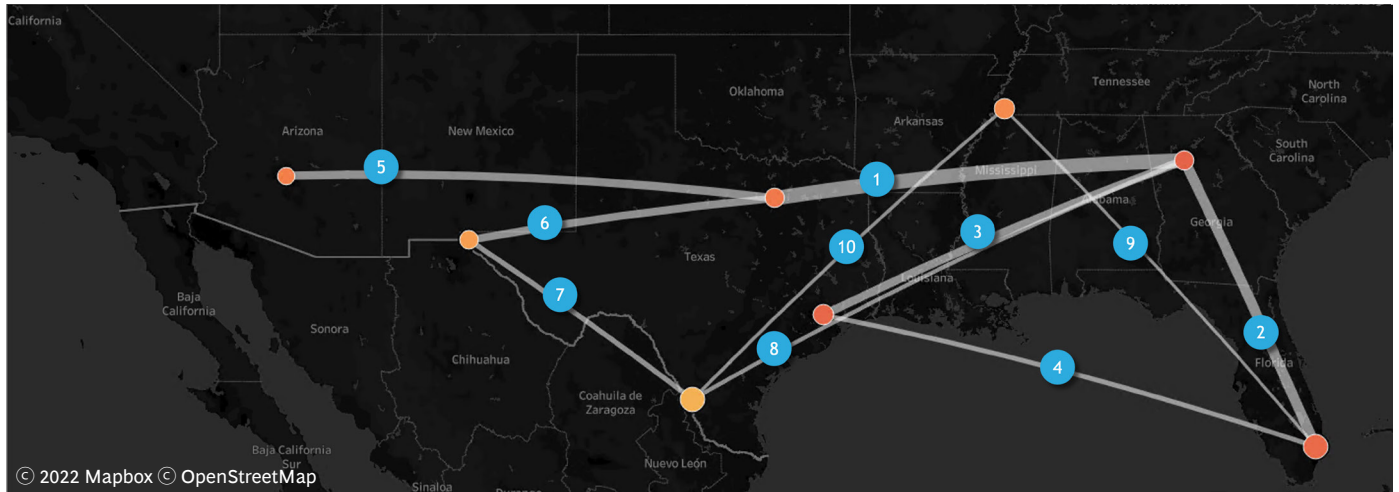 California
Tennessee
North
Carolina
Oklahoma
Arkansas
Arizona
New Mexico
South
Carolina
5
1
Mississippi
Alabama
Georgia
6
3
10
9
Texas
Louisiana
7
Baja
California
Sonora
2
8
Chihuahua
Florida
4
Coahuila de
Zaragoza
Baja California
Sur
Nuevo León
© 2022 Mapbox © OpenStreetMap
Sinaloa